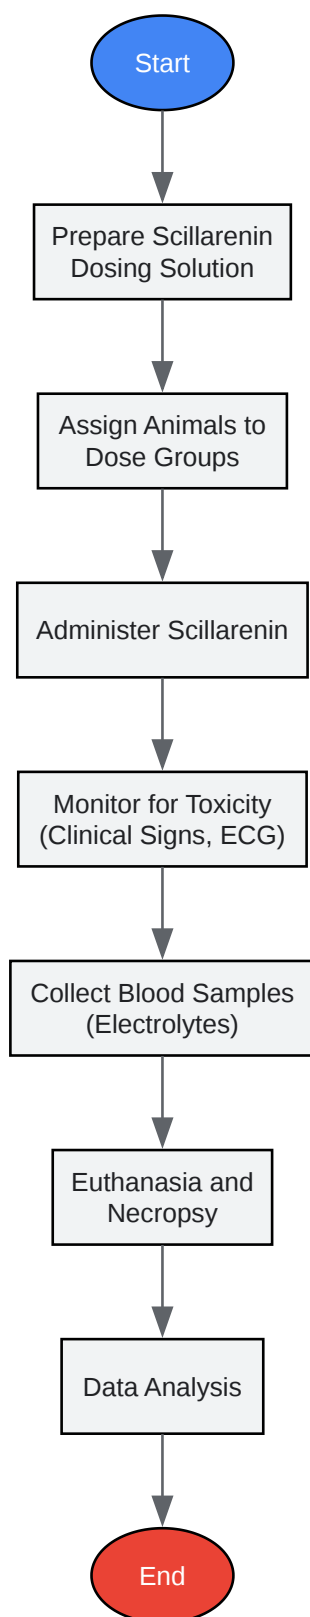 Start
Prepare Scillarenin
Dosing Solution
Assign Animals to
Dose Groups
Administer Scillarenin
Monitor for Toxicity
(Clinical Signs, ECG)
Collect Blood Samples
(Electrolytes)
Euthanasia and
Necropsy
Data Analysis
End